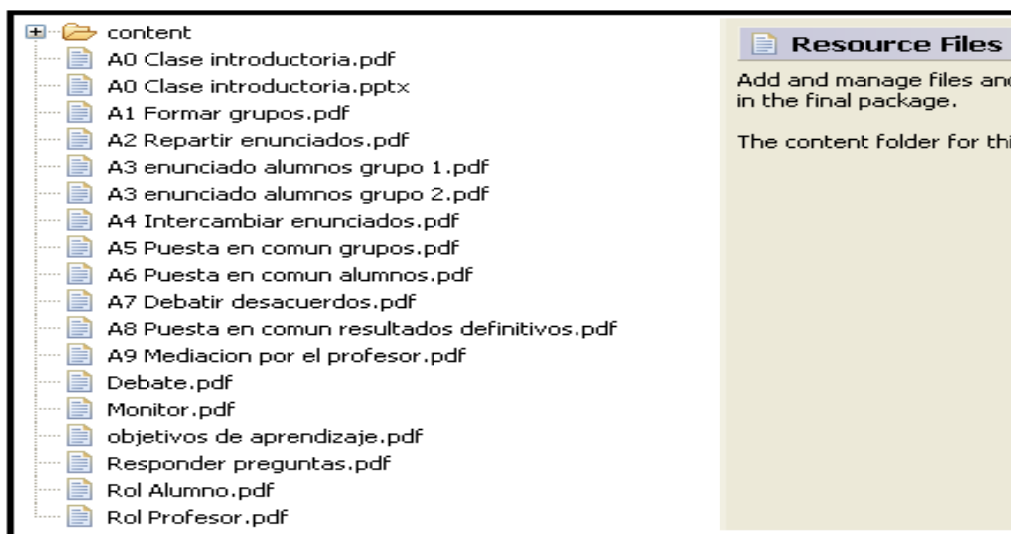 content
A0 Clase introductoria.pdf
A0 Clase introductoria.pptx
A1 Formar grupos.pdf
A2 Repartir enunciados.pdf
A3 enunciado alumnos grupo 1.pdf
A3 enunciado alumnos grupo 2.pdf
A4 Intercambiar enunciados.pdf
A5 Puesta en comun grupos.pdf
A6 Puesta en comun alumnos.pdf
A7 Debatir desacuerdos.pdf
A8 Puesta en comun resultados definitivos.pdf
A9 Mediacion por el profesor.pdf
Debate.pdf
Monitor.pdf
objetivos de aprendizaje.pdf
Responder preguntas.pdf
Rol Alumno.pdf
Rol Profesor.pdf
Resource Files
Add and manage files
in the final package.
The content folder for